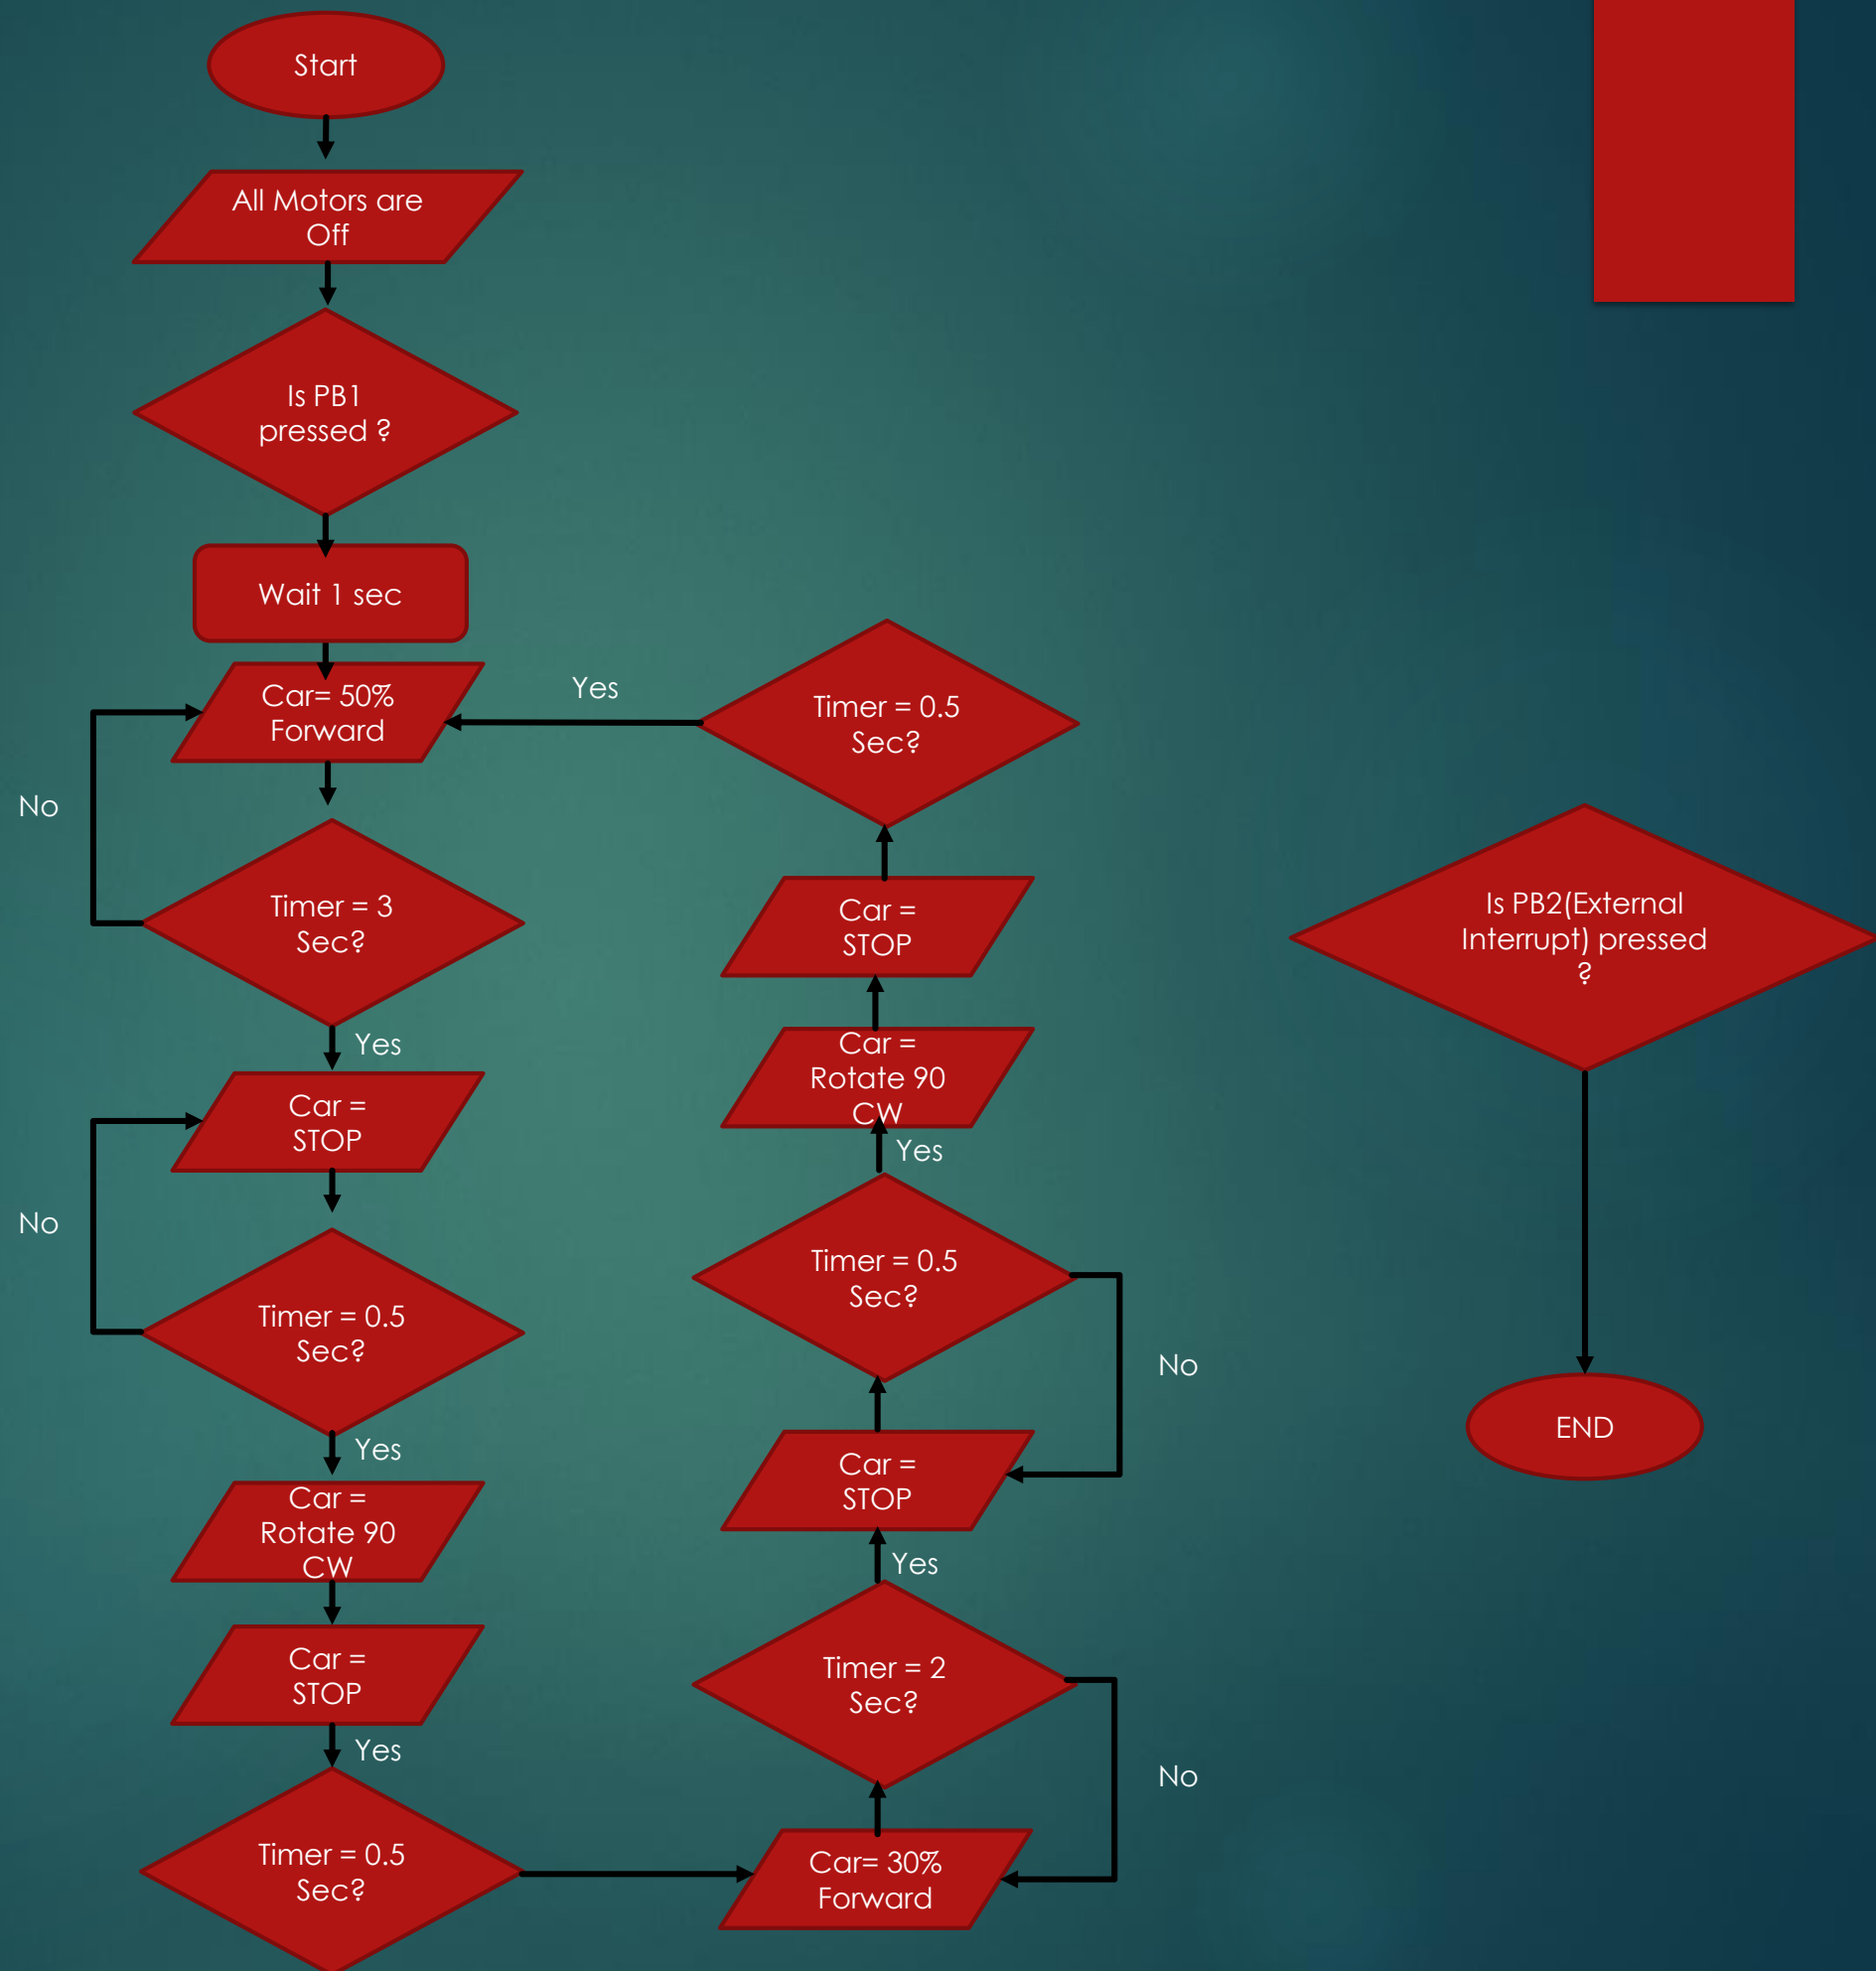 Start
All Motors are
Off
Is PB1
pressed ?
Wait 1 sec
Car= 50%
Forward
No
Timer = 3
Sec?
Yes
Car =
STOP
No
Timer = 0.5
Sec?
Yes
Car =
Rotate 90
CW
Car =
STOP
Yes
Timer = 0.5
Sec?
Car= 30%
Forward
No
Timer = 2
Sec?
Yes
Car =
STOP
No
Timer = 0.5
Sec?
Yes
Car =
Rotate 90
CW
Car =
STOP
Timer = 0.5
Sec?
Yes
Is PB2(External
Interrupt) pressed
?
END